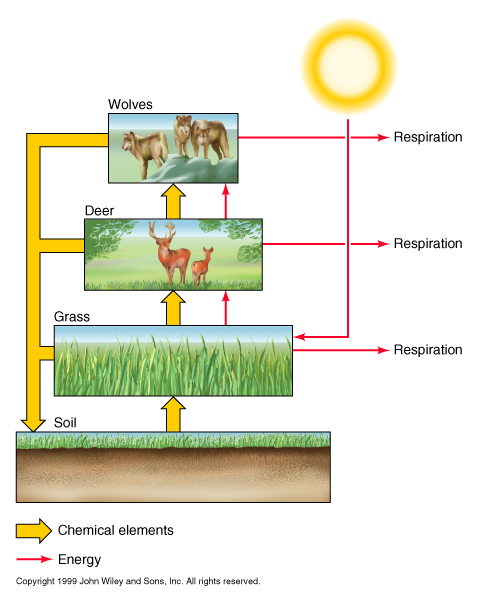 Wolves
Respiration
Deer
Respiration
Grass
Respiration
Soil
Chemical elements
Energy
Copyright 1999 John Wiley and Sons, Inc. All rights reserved.